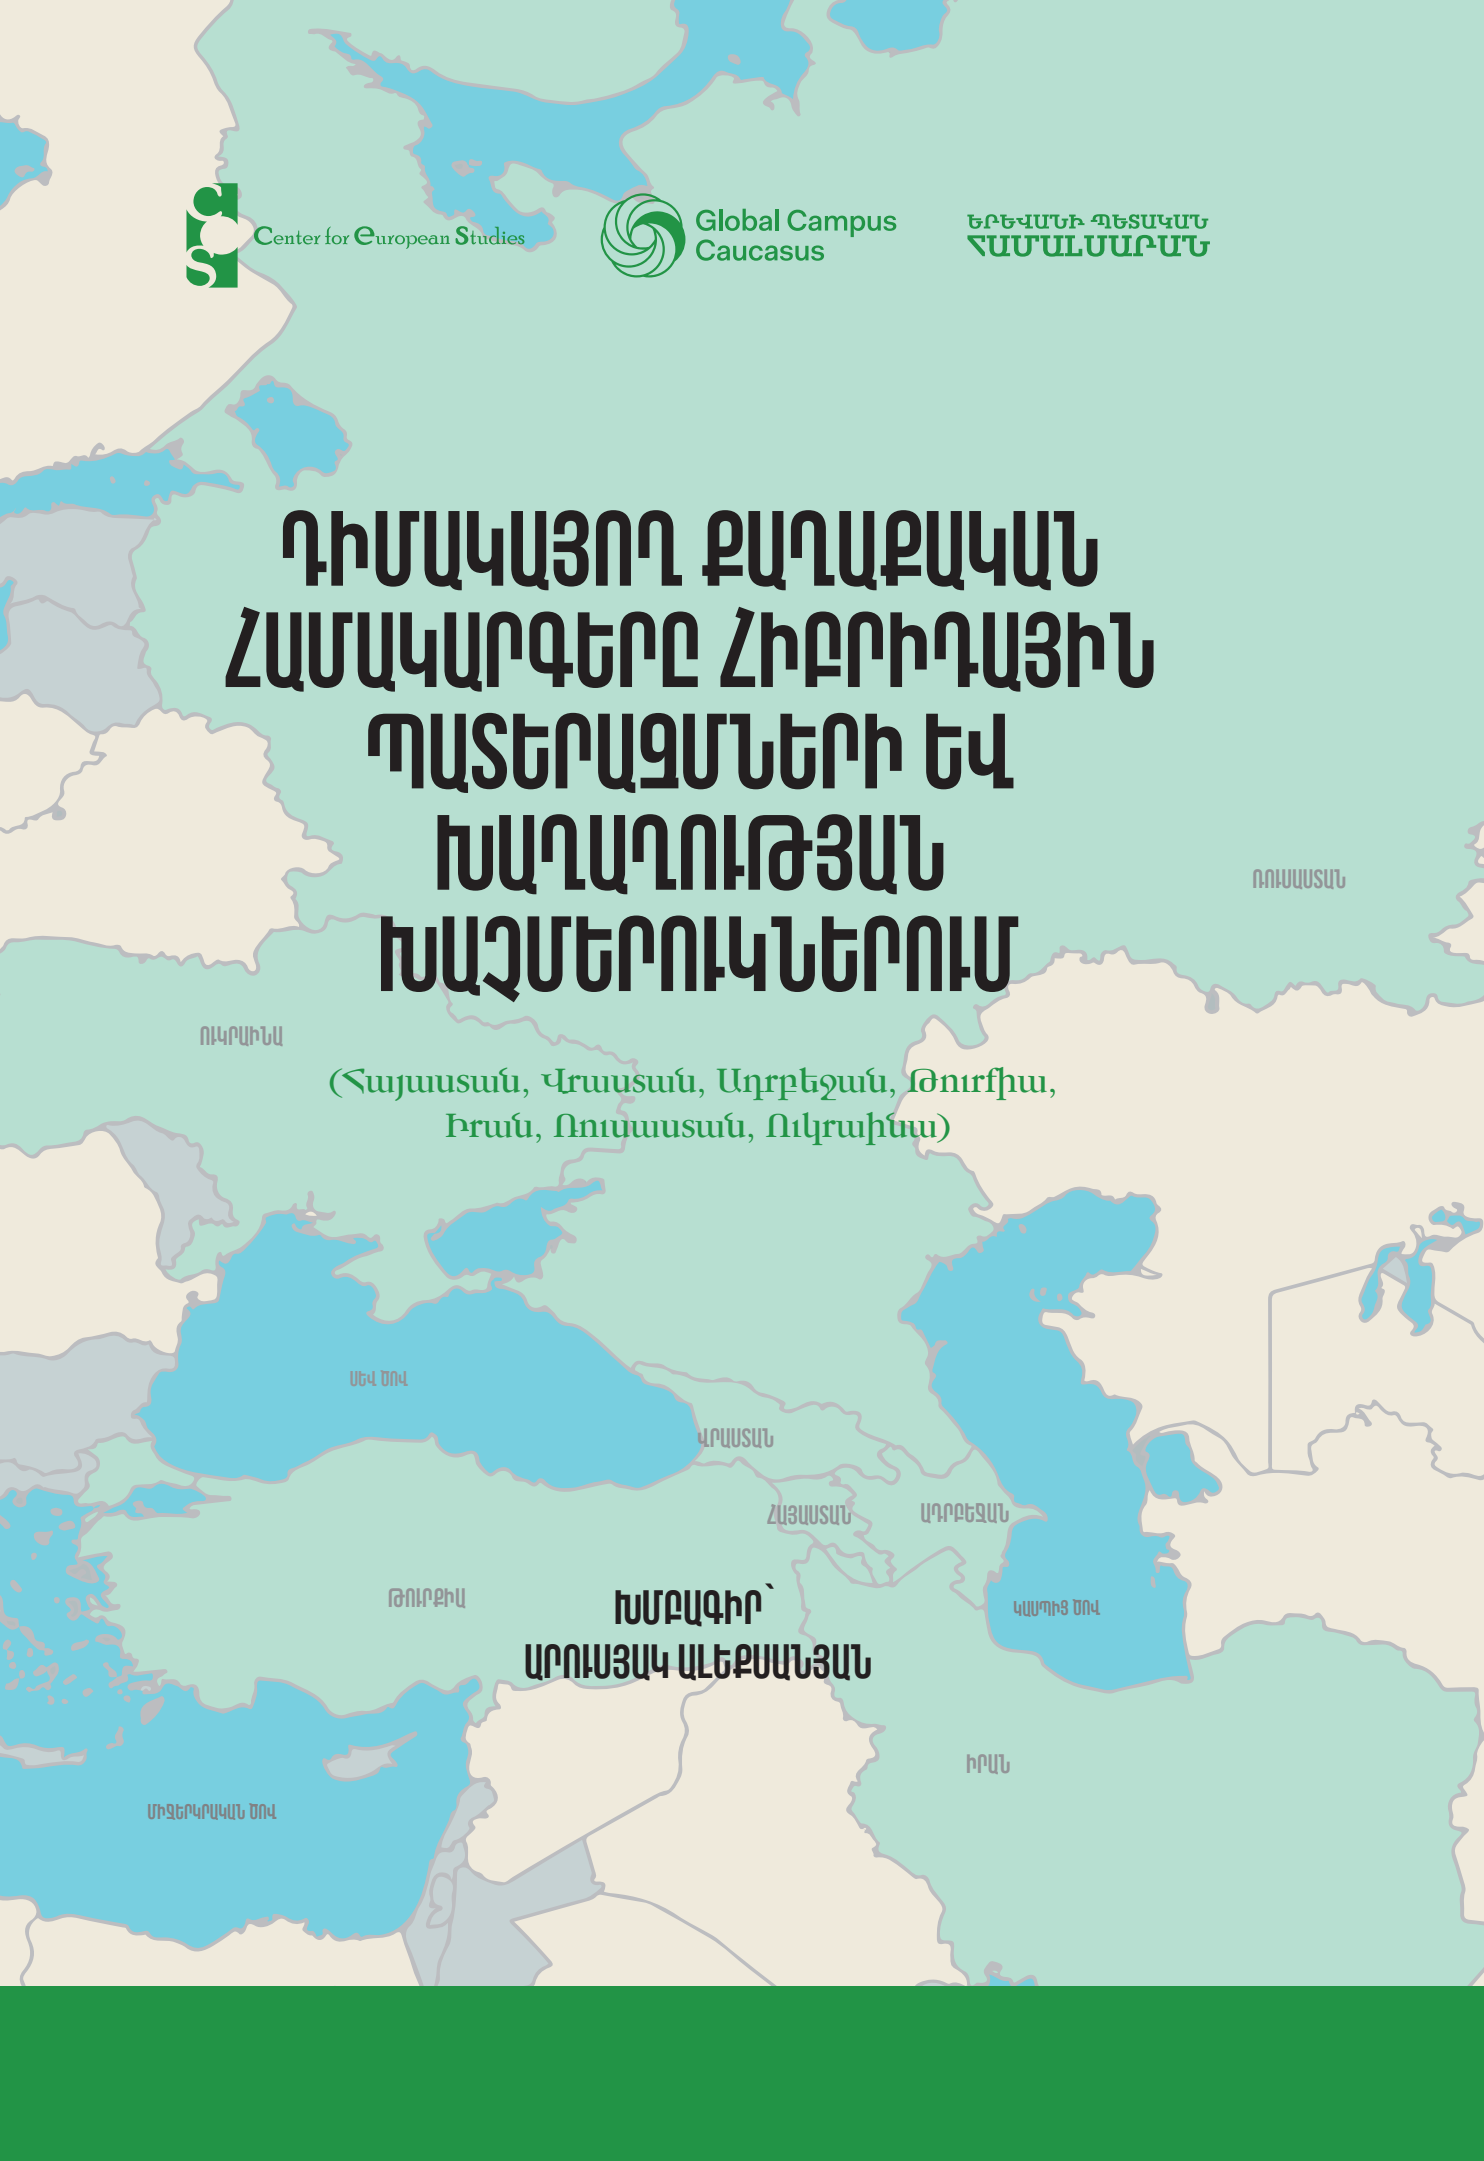 Center for European Studies
Global Campus
Caucasus
ԵՐԵՎԱՆԻ ՊԵՏԱԿԱՆ
ՀԱՄԱԼՍԱՐԱՆ
ԴԻՄԱԿԱՅՈՂ ՔԱՂԱՔԱԿԱՆ
ՀԱՄԱԿԱՐԳԵՐԸ ՀԻԲՐԻԴԱՅԻՆ
ՊԱՏԵՐԱԶՄՆԵՐԻ ԵՎ
ԽԱՂԱՂՈՒԹՅԱՆ
ԽԱՉՄԵՐՈՒԿՆԵՐՈՒՄ
ՌՈՒՍԱՍՏԱՆ
ՈՒԿՐԱԻՆԱ
(Հայաստան, Վրաստան, Ադրբեջան, Թուրքիա,
Իրան, Ռուսաստան, Ուկրաինա)
ՍԵՎ ԾՈՎ
ՎՐԱՍՏԱՆ
ՀԱՅԱՍՏԱՆ
ԱԴՐԲԵՋԱՆ
ԹՈՒՐՔԻԱ
ԿԱՍՊԻՑ ԾՈՎ
ԽՄԲԱԳԻՐ՝
ԱՐՈՒՍՅԱԿ ԱԼԵՔՍԱՆՅԱՆ
ԻՐԱՆ
ՄԻՋԵՐԿՐԱԿԱՆ ԾՈՎ